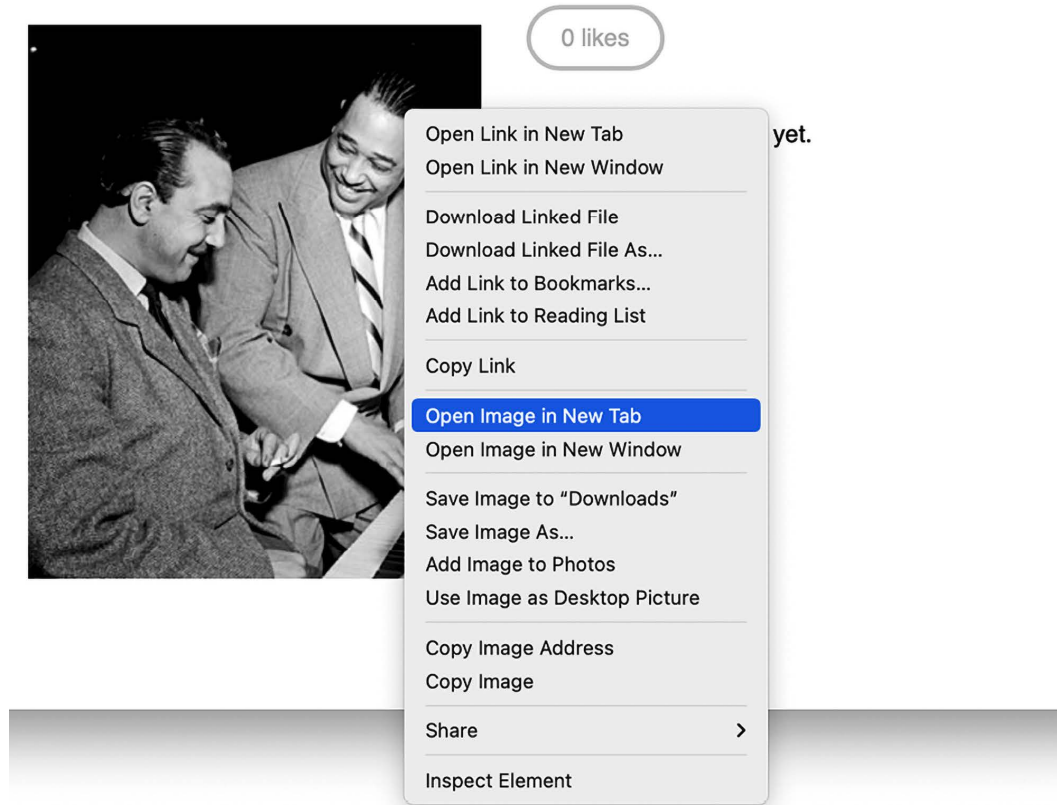 0 likes
yet.
Open Link in New Tab
Open Link in New Window
Download Linked File
Download Linked File As...
Add Link to Bookmarks...
Add Link to Reading List
Copy Link
Open Image in New Tab
Open Image in New Window
Save Image to “Downloads”
Save Image As...
Add Image to Photos
Use Image as Desktop Picture
Copy Image Address
Copy Image
Share
Inspect Element